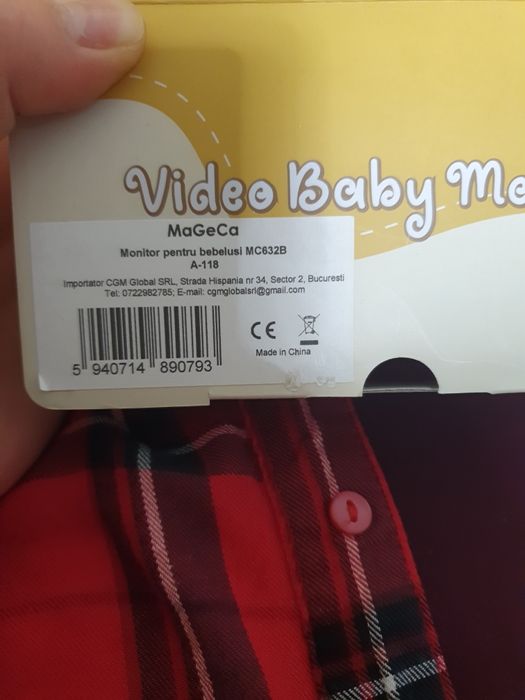 Video Baby Mo
MaGeCa
Monitor pentru bebelusi MC632B
A-118
Importator CGM Global SRL, Strada Hispania nr 34, Sector 2, Bucuresti
Tel: 0722982785; E-mail: cgmglobalsrl@gmail.com
CE
Made in China
5 940714 890793